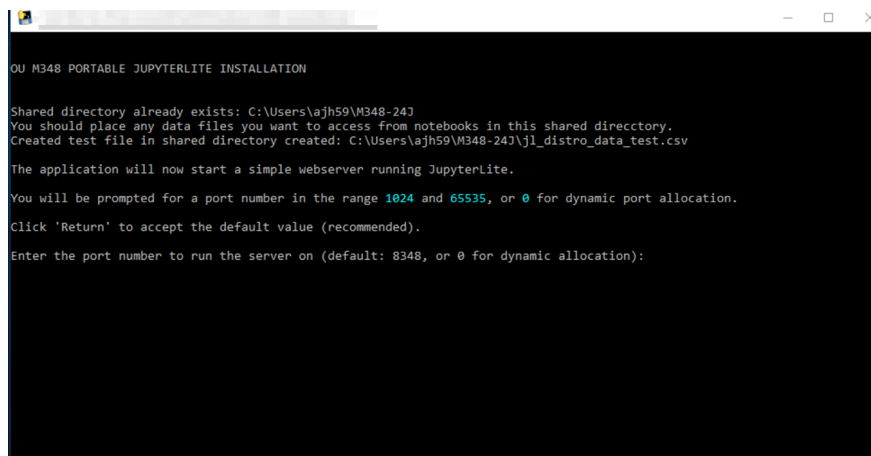 OU M348 PORTABLE JUPYTERLITE INSTALLATION
Shared directory already exists: C:\Users\ajh59\M348-24J
You should place any data files you want to access from notebooks in this shared direcctory.
Created test file in shared directory created: C:\Users\ajh59\M348-24J\jl_distro_data_test.csv
The application will now start a simple webserver running JupyterLite.
You will be prompted for a port number in the range 1024 and 65535, or 0 for dynamic port allocation.
Click 'Return' to accept the default value (recommended).
Enter the port number to run the server on (default: 8348, or 0 for dynamic allocation):